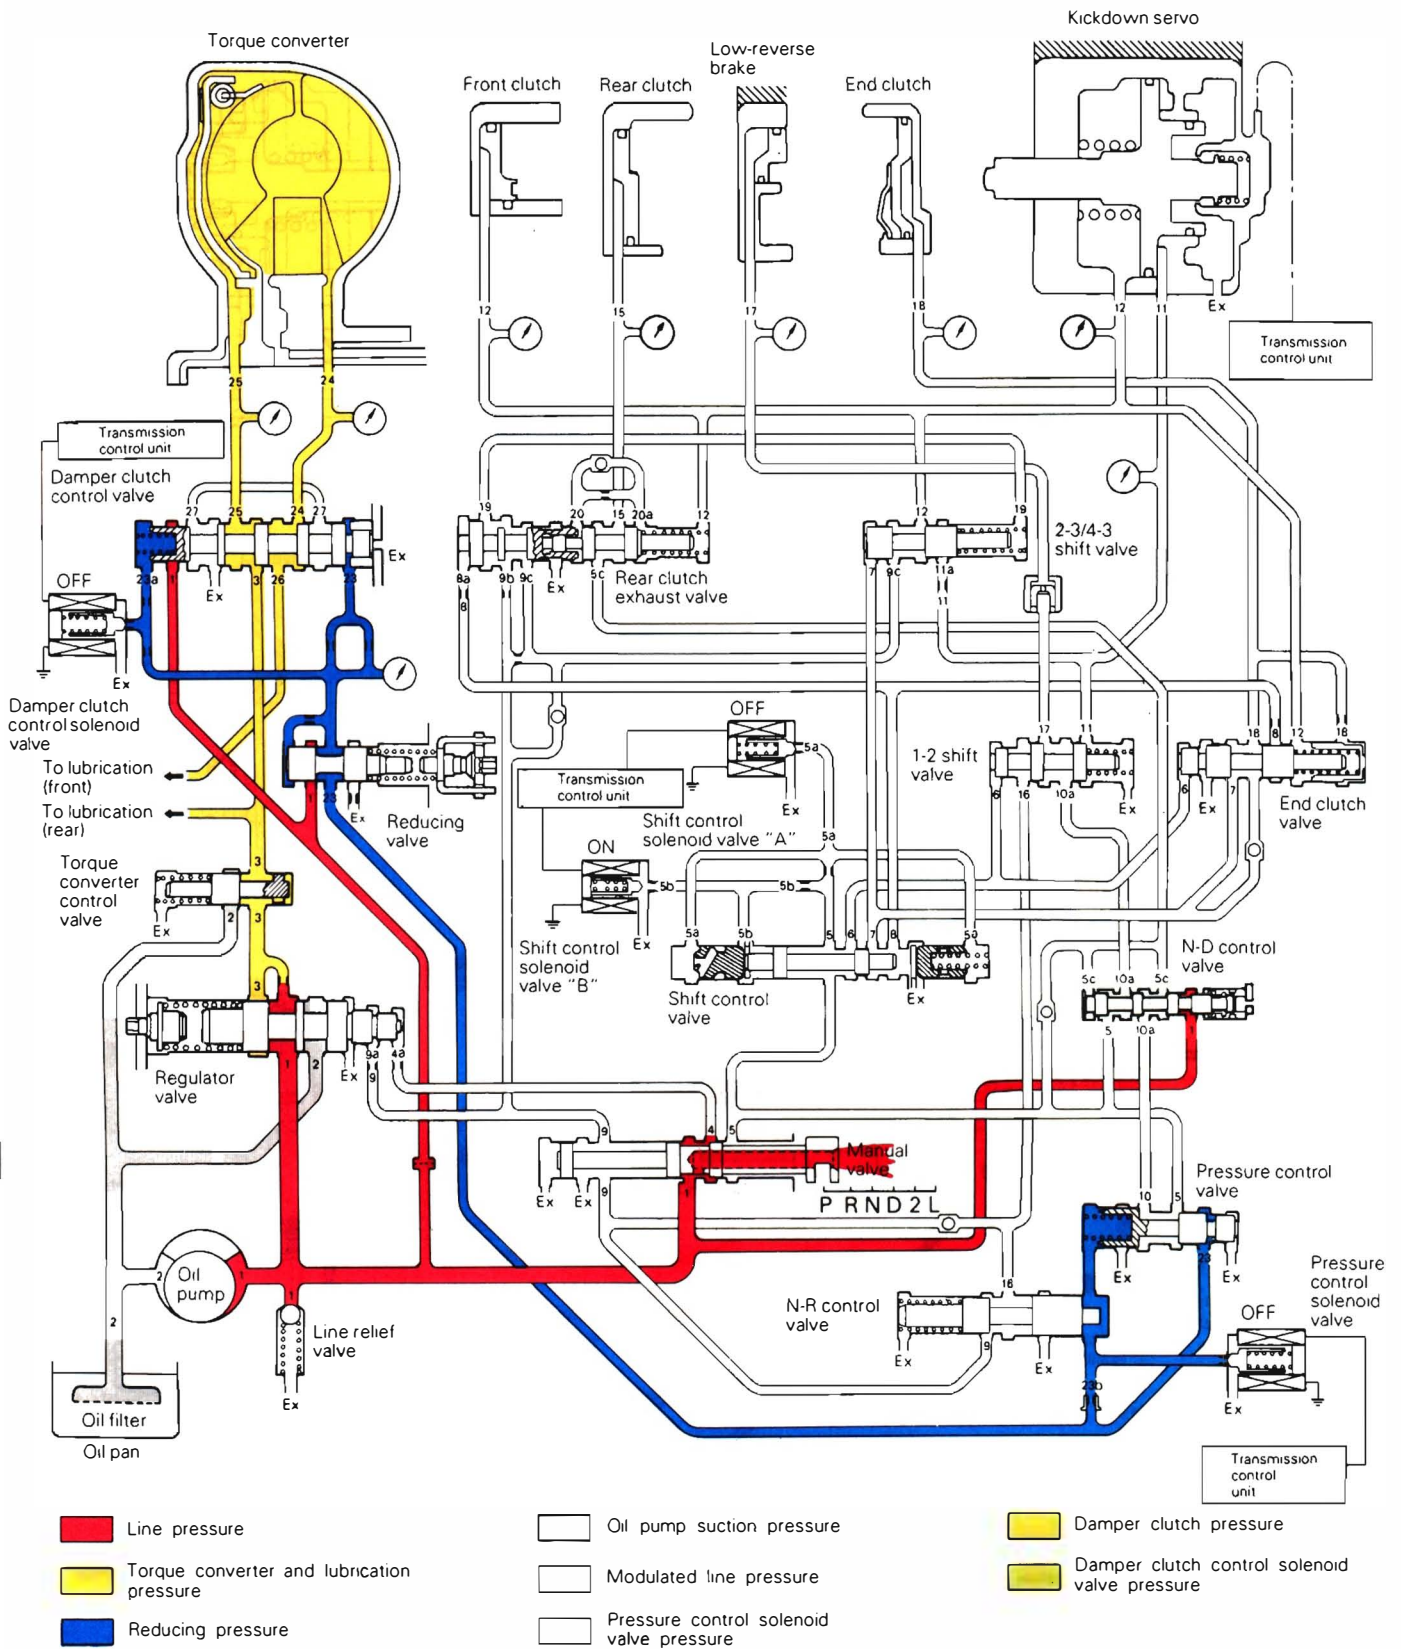 Kickdown servo
Torque converter
Low-reverse
brake
Front clutch
Rear clutch
End clutch
12
15
17
18
12
11
Ex
Transmission
control unit
25
24
Transmission
control unit
Damper clutch
control valve
27
25
24
27
19
20
15
20a
12
12
19
2-3/4-3
shift valve
Ex
OFF
23a
1
Ex
3
26
23
8a
9b
9c
Ex
5c
Rear clutch
exhaust valve
7
9c
11a
8
11
Ex
Damper clutch
control solenoid
valve
OFF
17
11
18
8
12
18
5a
1-2 shift
valve
To lubrication
(front)
Transmission
control unit
To lubrication
(rear)
1
23
Ex
Reducing
valve
Ex
Shift control
solenoid valve "A"
5a
6
16
10a
Ex
6
Ex
7
End clutch
valve
Torque
converter
control
valve
3
ON
5b
5b
2
3
Ex
Ex
Shift control
solenoid
valve "B"
5a
5b
5
6
7
8
5a
N-D control
valve
3
Shift control
valve
Ex
5c
10a
5c
5
10a
1
Regulator
valve
1
2
Ex
9a
4a
9
9
4
5
Manual
valve
Ex
Ex
9
1
P R N D 2 L
Pressure control
valve
10
5
2
Oil
pump
1
1
Ex
23
Ex
Pressure
control
solenoid
valve
16
N-R control
valve
OFF
2
Line relief
valve
Ex
9
Ex
Ex
23b
Ex
Oil filter
Oil pan
Transmission
control
unit
Line pressure
Oil pump suction pressure
Damper clutch pressure
Torque converter and lubrication
pressure
Modulated line pressure
Damper clutch control solenoid
valve pressure
Reducing pressure
Pressure control solenoid
valve pressure